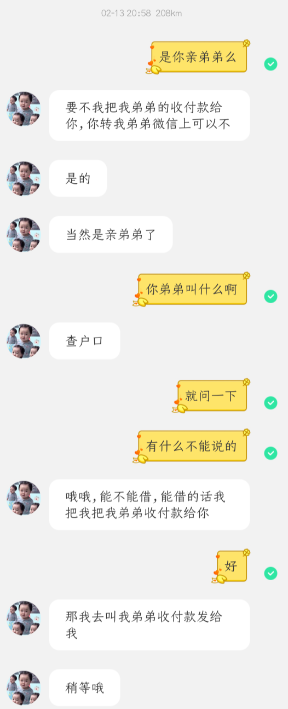 02-13 20:58 208km
是你亲弟弟么
要不我把我弟弟的收付款给
你,你转我弟弟微信上可以不
是的
当然是亲弟弟了
你弟弟叫什么啊
查户口
就问一下
有什么不能说的
哦哦,能不能借,能借的话我
把我把我弟弟收付款给你
好
那我去叫我弟弟收付款发给
我
稍等哦